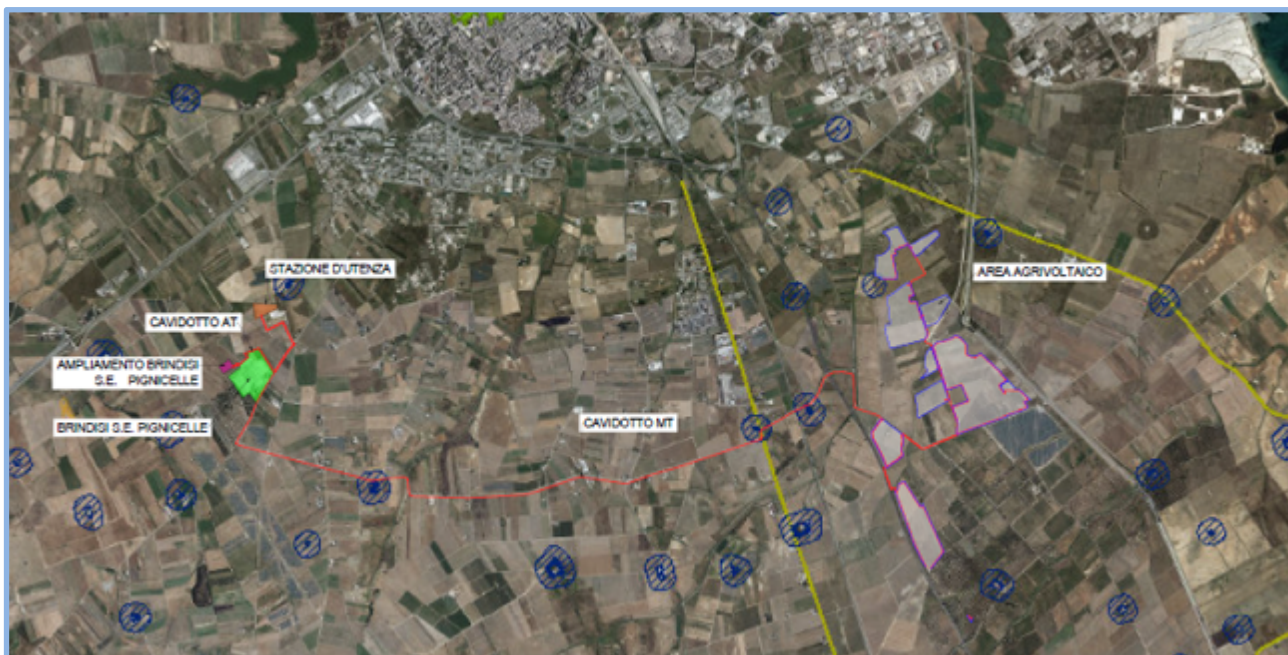 STAZIONE D'UTENZA
AREA AGRIVOLTAICO
CAVIDOTTO AT
AMPLIAMENTO BRINDISI
S.E. PIGNICELLE
BRINDISI S.E. PIGNICELLE
CAVIDOTTO MT